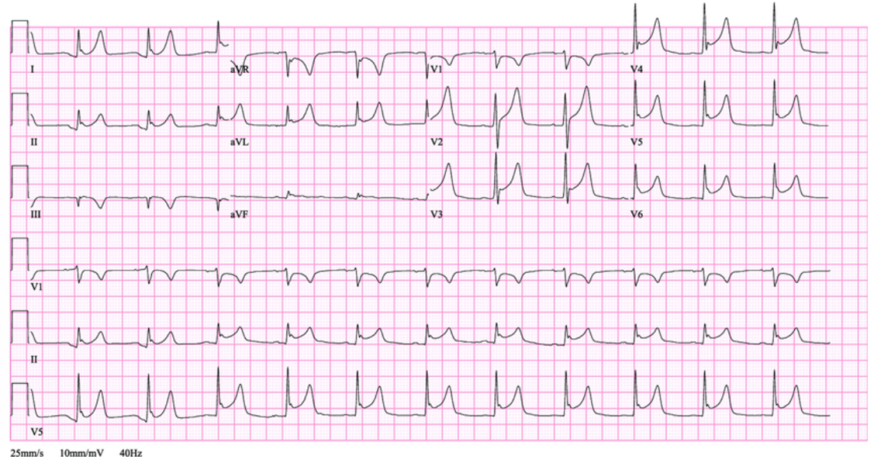 I aVR V1 V4
II aVL V2 V5
III aVF V3 V6
V1
II
V5
25mm/s 10mm/mV 40Hz